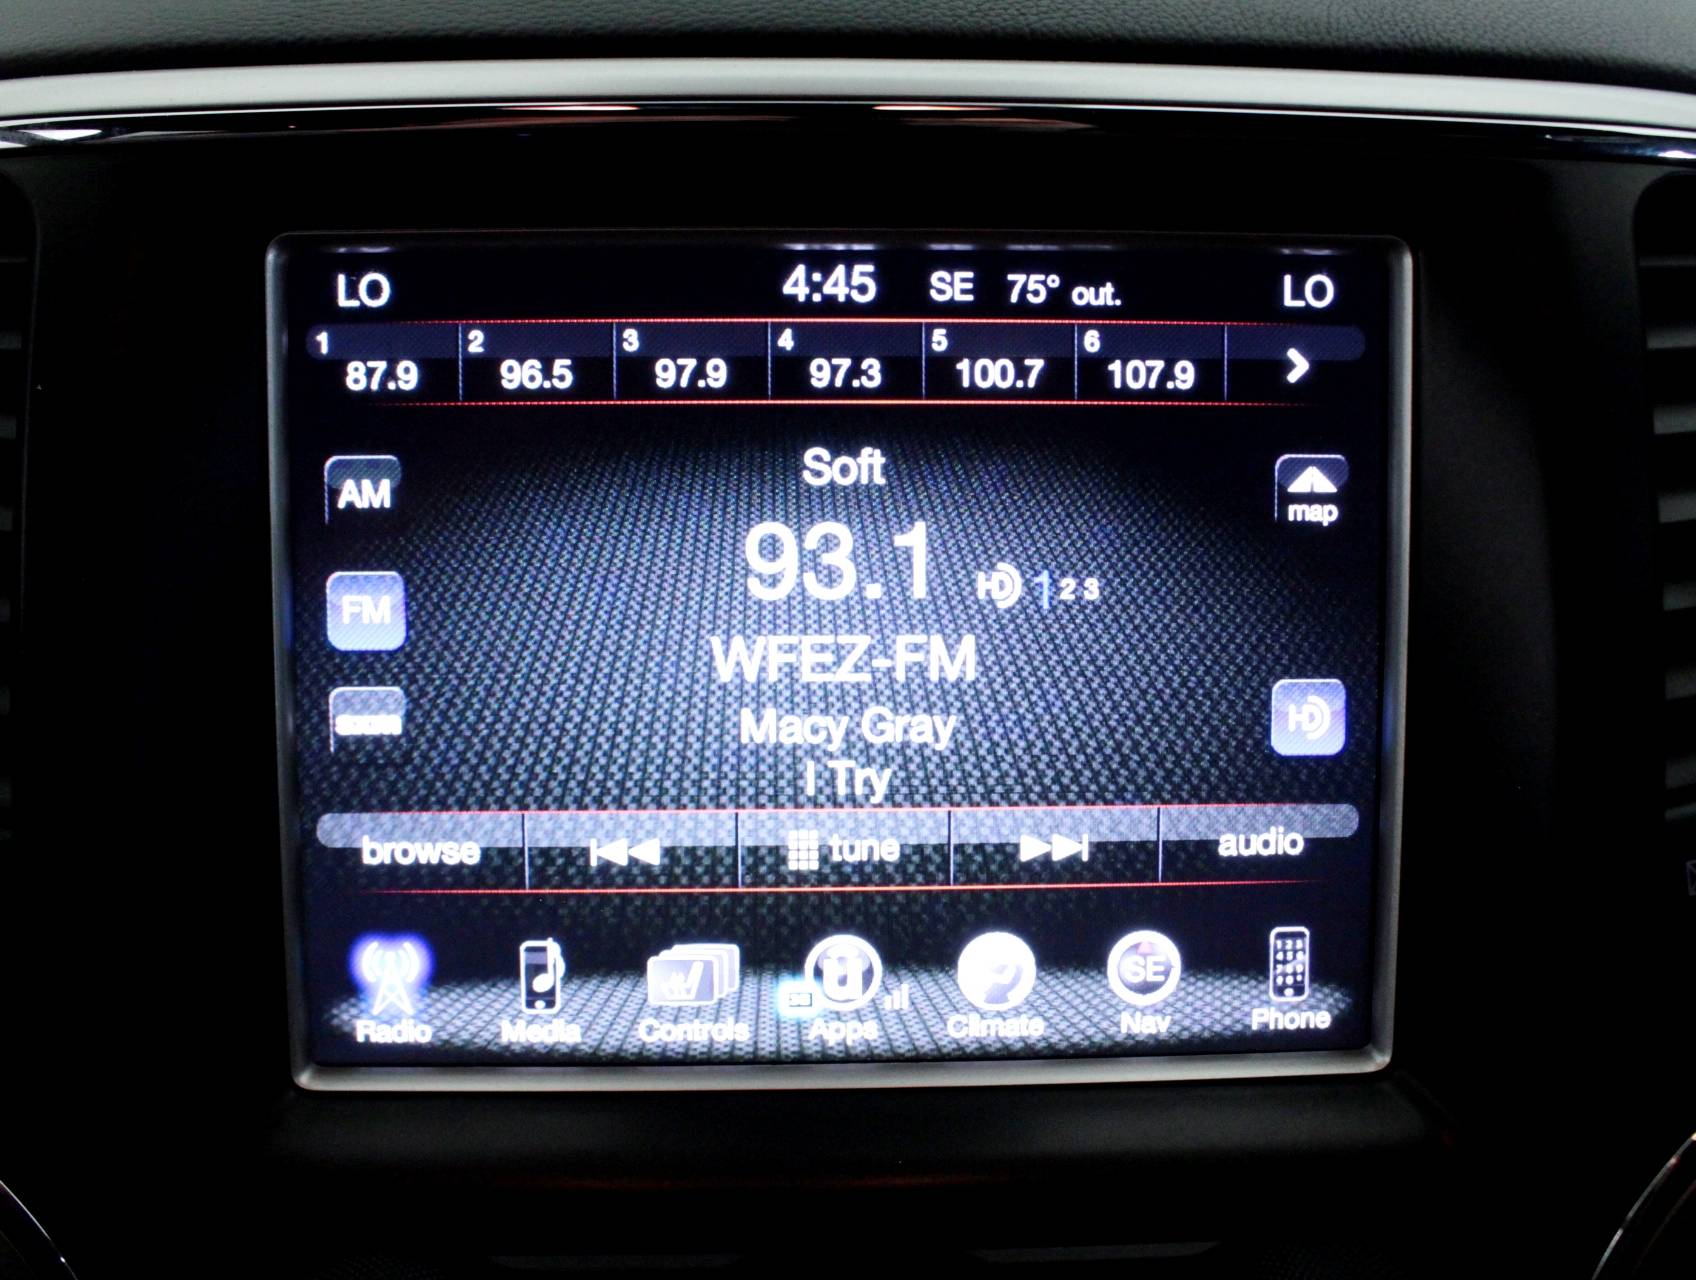 LO 4:45 SE 75° out. LO
1 2 3 4 5 6
87.9 96.5 97.9 97.3 100.7 107.9
Soft
AM
map
93.1 HD 1 2 3
FM
WFEZ-FM
HD
Macy Gray
I Try
browse tune audio
SE
Radio Media Controls Apps Climate Nav Phone